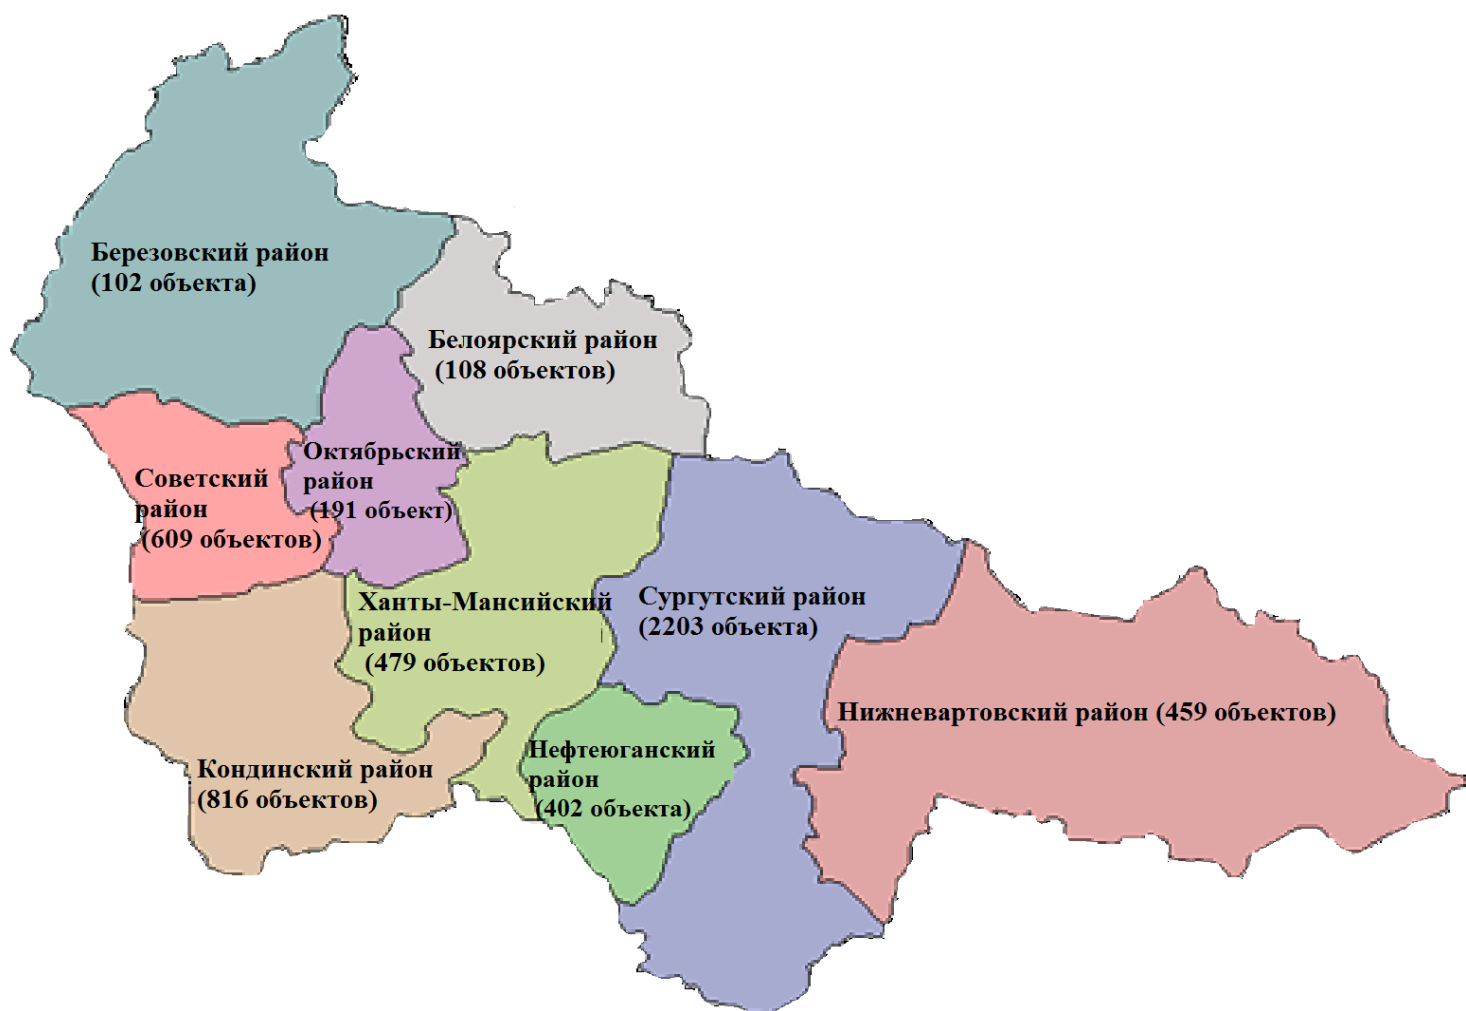 Березовский район
(102 объекта)
Белоярский район
(108 объектов)
Октябрьский
район
(191 объект)
Советский
район
(609 объектов)
Ханты-Мансийский
район
(479 объектов)
Сургутский район
(2203 объекта)
Нижневартовский район (459 объектов)
Кондинский район
(816 объектов)
Нефтеюганский
район
(402 объекта)